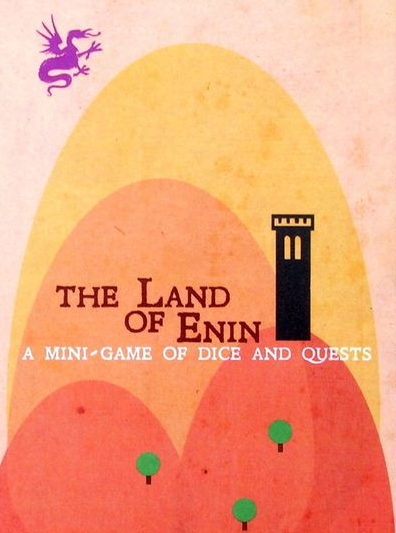 The Land
of Enin
A Mini-Game of Dice and Quests